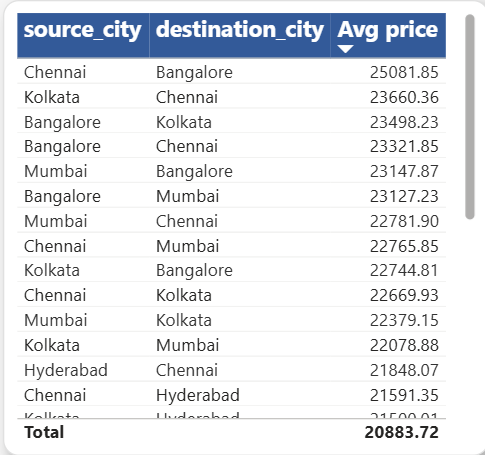 source_city destination_city Avg price
Chennai Bangalore 25081.85
Kolkata Chennai 23660.36
Bangalore Kolkata 23498.23
Bangalore Chennai 23321.85
Mumbai Bangalore 23147.87
Bangalore Mumbai 23127.23
Mumbai Chennai 22781.90
Chennai Mumbai 22765.85
Kolkata Bangalore 22744.81
Chennai Kolkata 22669.93
Mumbai Kolkata 22379.15
Kolkata Mumbai 22078.88
Hyderabad Chennai 21848.07
Chennai Hyderabad 21591.35
Kolkata Hyderabad
Total 20883.72